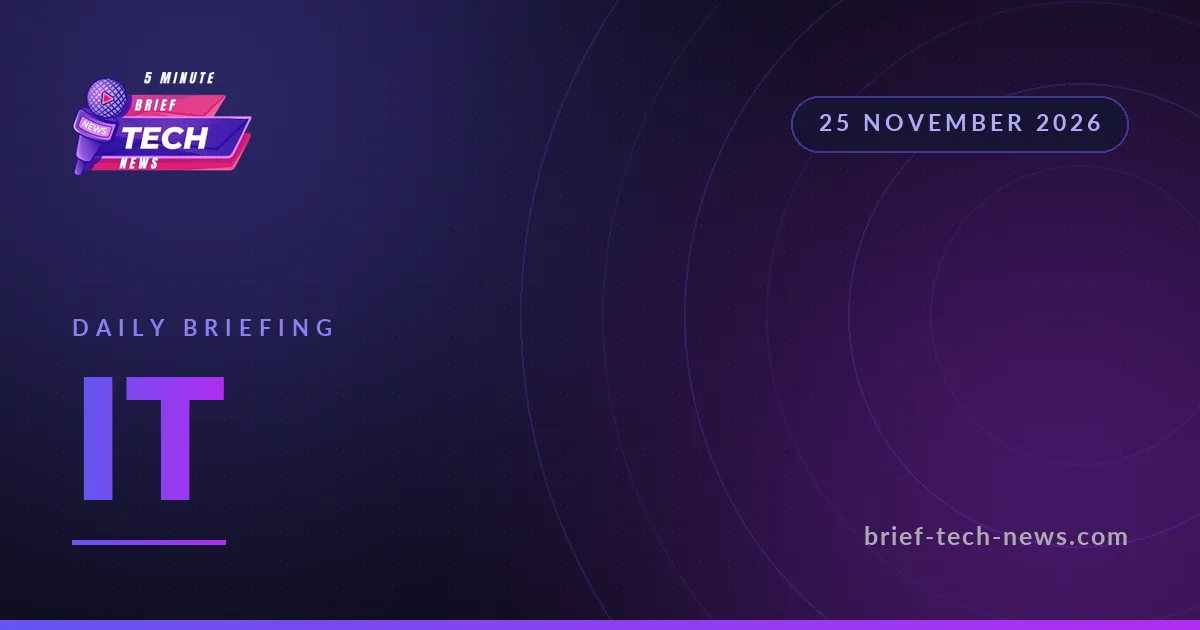 5 MINUTE
BRIEF
NEWS
TECH
NEWS
25 NOVEMBER 2026
DAILY BRIEFING
IT
brief-tech-news.com